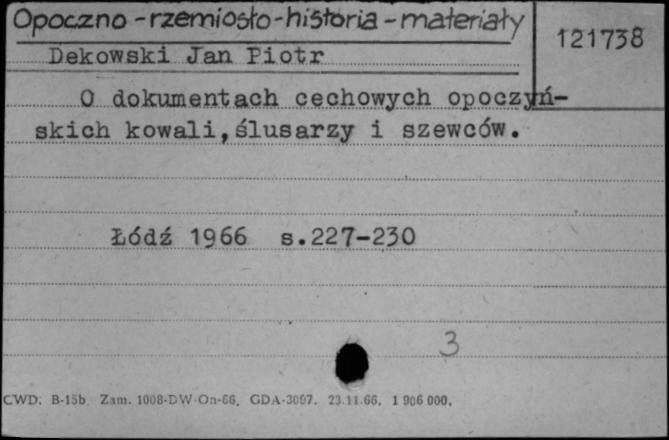 Opoczno - rzemiosło - historia - materiały
121738
Dekowski Jan Piotr
O dokumentach cechowych opoczyń-
skich kowali, ślusarzy i szewców.
Łódź 1966 s.227-230
3
CWD. B-15b Zam. 1008-DW-On-66. GDA-3097. 23.11.66. 1 906 000.